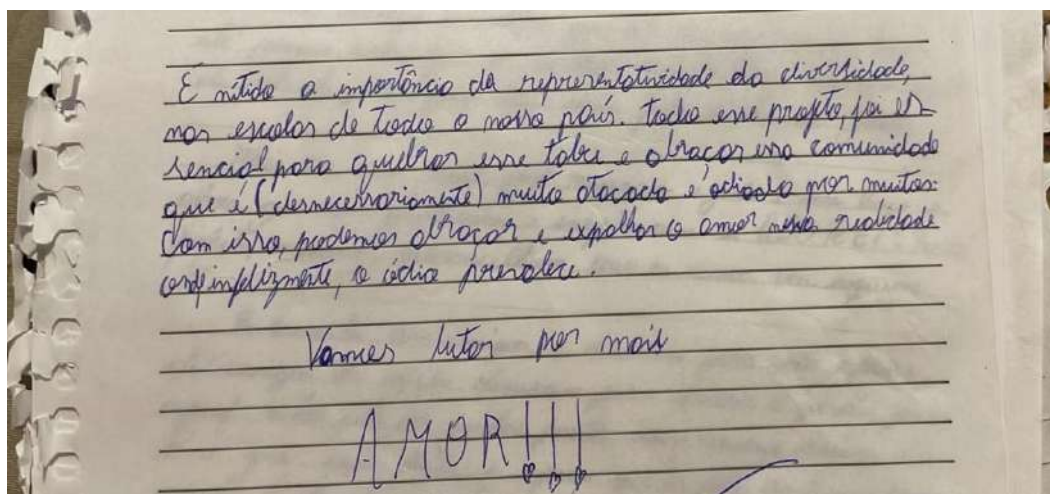 É nítido a importância da representatividade da diversidade,
nas escolas de todo o nosso país. Todo esse projeto, foi es-
sencial para quebrar esse tabu e abraçar essa comunidade
que é (desnecessariamente) muito atacada e odiada por muitos.
Com isso, podemos abraçar e espalhar o amor nessa realidade
onde infelizmente, o ódio prevalece.
Vamos lutar por mais
AMOR!!!